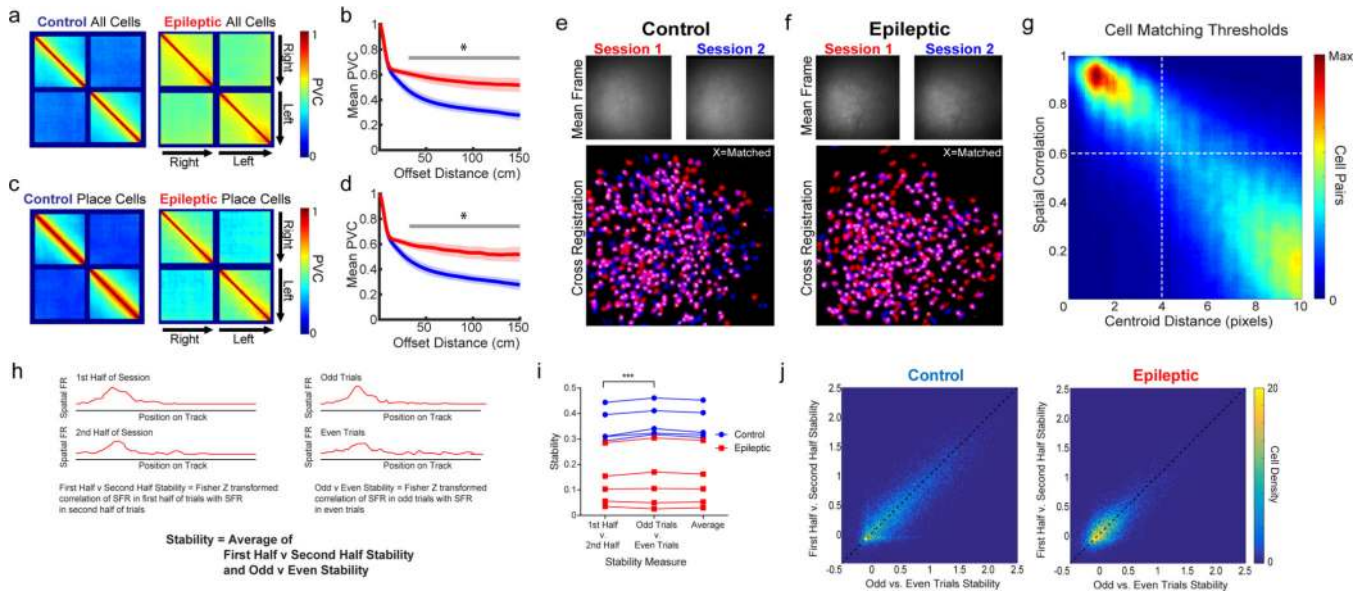 a
Control All Cells
Epileptic All Cells
Right
Left
Right
Left
1
PVC
0
b
Mean PVC
1
0.8
0.6
0.4
0.2
0
*
50
100
150
Offset Distance (cm)
c
Control Place Cells
Epileptic Place Cells
Right
Left
Right
Left
1
PVC
0
d
Mean PVC
1
0.8
0.6
0.4
0.2
0
*
50
100
150
Offset Distance (cm)
e
Control
Session 1
Session 2
Mean Frame
X=Matched
Cross Registration
f
Epileptic
Session 1
Session 2
Mean Frame
X=Matched
Cross Registration
g
Cell Matching Thresholds
Spatial Correlation
1
0.8
0.6
0.4
0.2
0
2
4
6
8
10
Centroid Distance (pixels)
Max
Cell Pairs
0
h
1st Half of Session
Spatial FR
Position on Track
2nd Half of Session
Spatial FR
Position on Track
First Half v Second Half Stability = Fisher Z transformed
correlation of SFR in first half of trials with SFR
in second half of trials
Odd Trials
Spatial FR
Position on Track
Even Trials
Spatial FR
Position on Track
Odd v Even Stability = Fisher Z transformed
correlation of SFR in odd trials with SFR
in even trials
Stability = Average of
First Half v Second Half Stability
and Odd v Even Stability
i
Stability
0.5
0.4
0.3
0.2
0.1
0
***
Control
Epileptic
1st Half
v.
2nd Half
Odd Trials
v.
Even Trials
Average
Stability Measure
j
Control
First Half v. Second Half Stability
2.5
2
1.5
1
0.5
0
-0.5
0
0.5
1
1.5
2
2.5
Odd vs. Even Trials Stability
Epileptic
First Half v. Second Half Stability
2.5
2
1.5
1
0.5
0
-0.5
0
0.5
1
1.5
2
2.5
Odd vs. Even Trials Stability
20
Cell Density
0